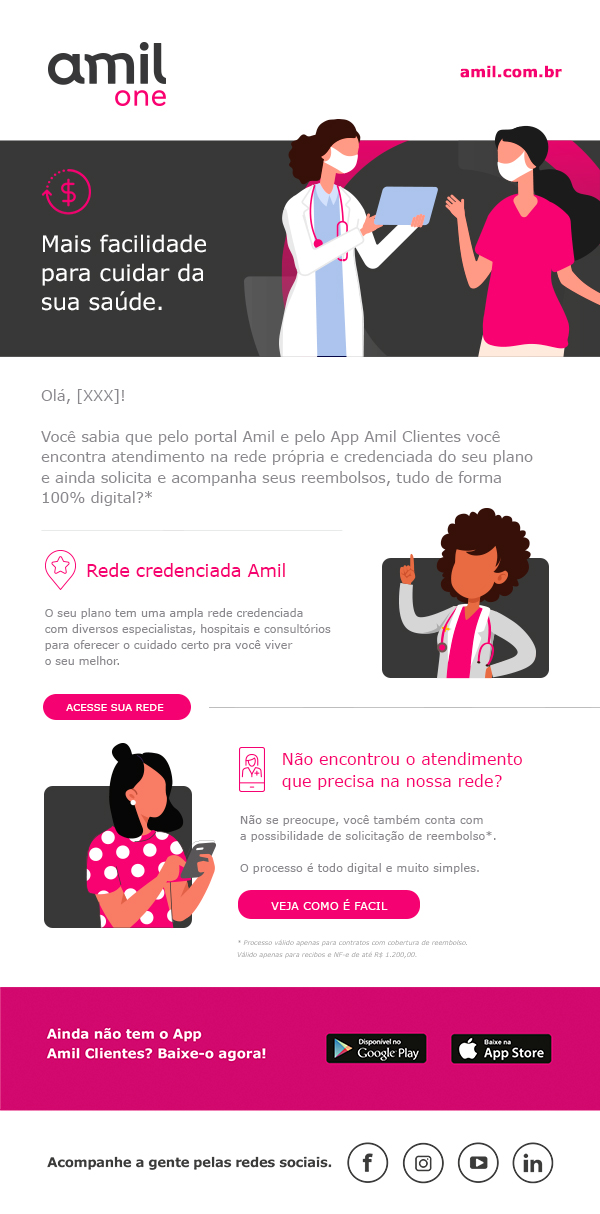 amil
one
amil.com.br
$
Mais facilidade
para cuidar da
sua saúde.
Olá, [XXX]!
Você sabia que pelo portal Amil e pelo App Amil Clientes você
encontra atendimento na rede própria e credenciada do seu plano
e ainda solicita e acompanha seus reembolsos, tudo de forma
100% digital?*
Rede credenciada Amil
O seu plano tem uma ampla rede credenciada
com diversos especialistas, hospitais e consultórios
para oferecer o cuidado certo pra você viver
o seu melhor.
ACESSE SUA REDE
Não encontrou o atendimento
que precisa na nossa rede?
Não se preocupe, você também conta com
a possibilidade de solicitação de reembolso*.
O processo é todo digital e muito simples.
VEJA COMO É FACIL
* Processo válido apenas para contratos com cobertura de reembolso.
Válido apenas para recibos e NF-e de até R$ 1.200,00.
Ainda não tem o App
Amil Clientes? Baixe-o agora!
Disponível no
Google Play
Baixe na
App Store
Acompanhe a gente pelas redes sociais.
f
in